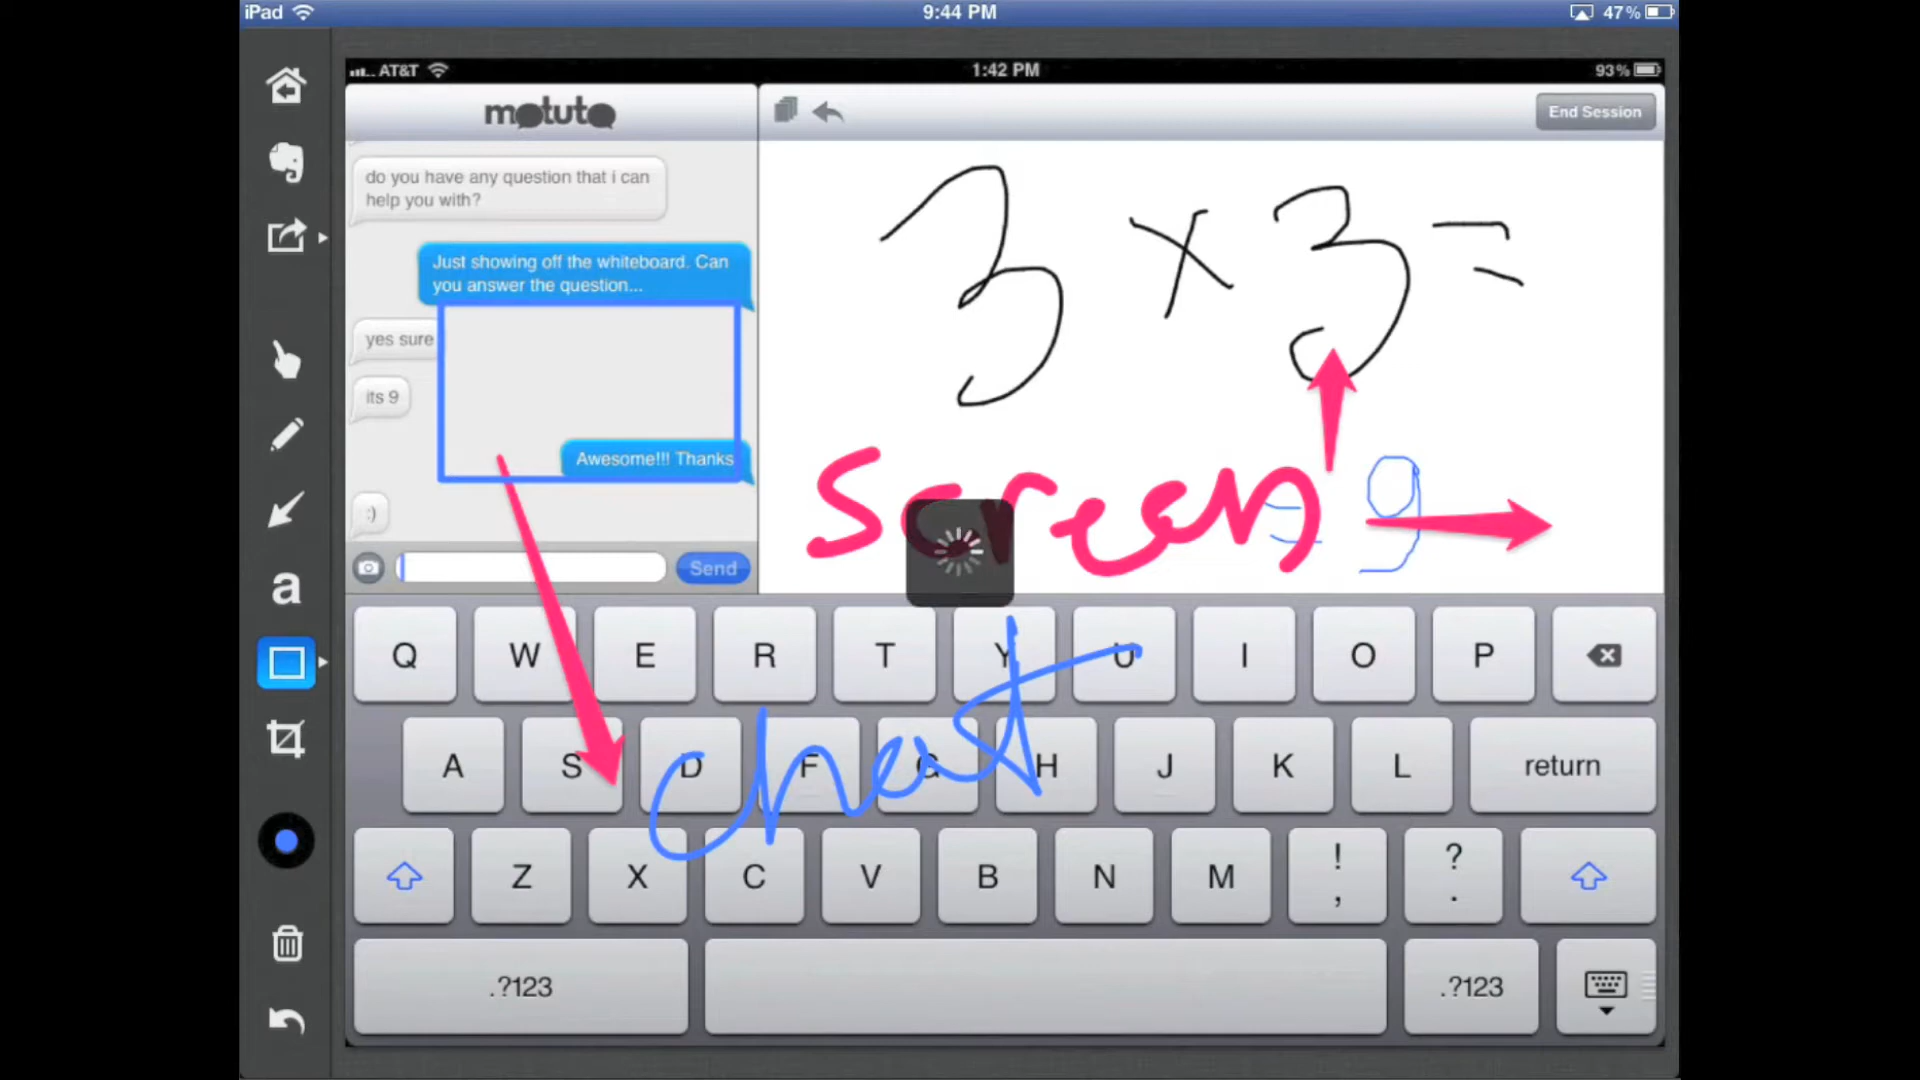 iPad 9:44 PM 47%
AT&T 1:42 PM 93%
motuto
End Session
do you have any question that i can
help you with?
Just showing off the whiteboard. Can
you answer the question...
yes sure
its 9
Awesome!!! Thanks
:)
Send
3 x 3 =
= 9
screen
chat
a
Q W E R T Y U I O P
A S D F G H J K L return
Z X C V B N M ! , ? .
.?123 .?123